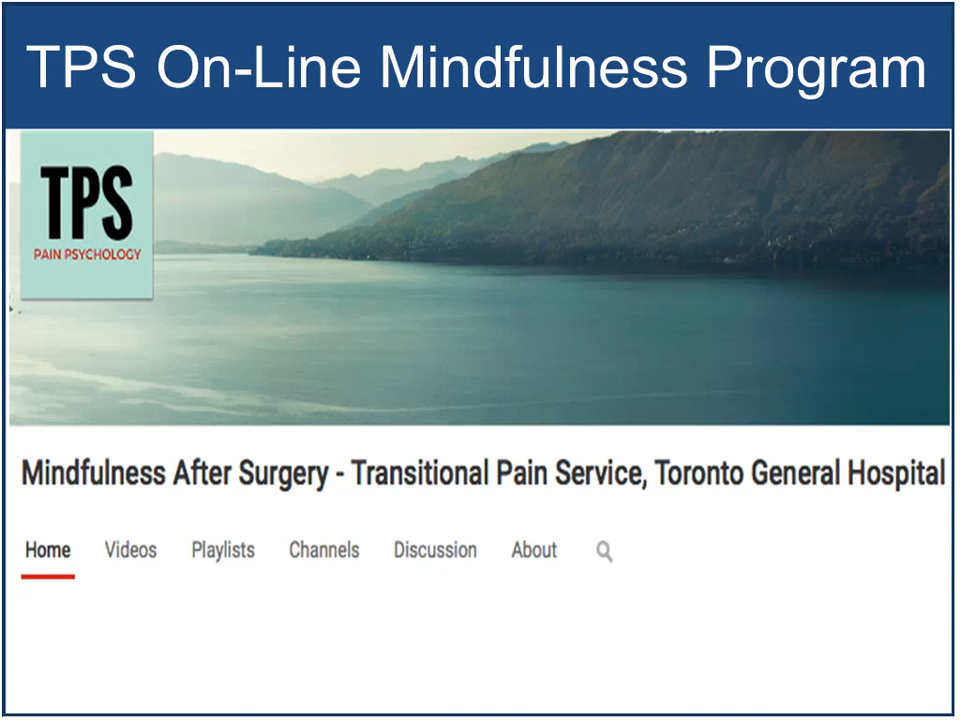 TPS On-Line Mindfulness Program
TPS
PAIN PSYCHOLOGY
Mindfulness After Surgery - Transitional Pain Service, Toronto General Hospital
Home Videos Playlists Channels Discussion About